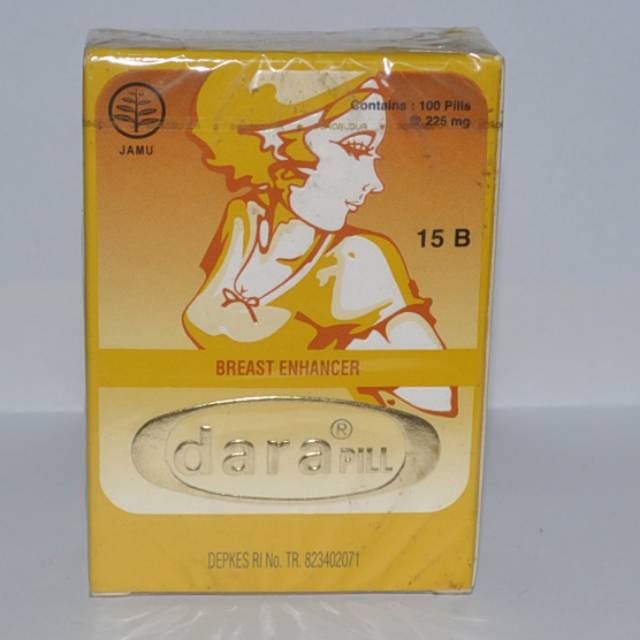 Contains : 100 Pills
@ 225 mg
JAMU
15 B
BREAST ENHANCER
dara® PILL
DEPKES RI No. TR. 823402071